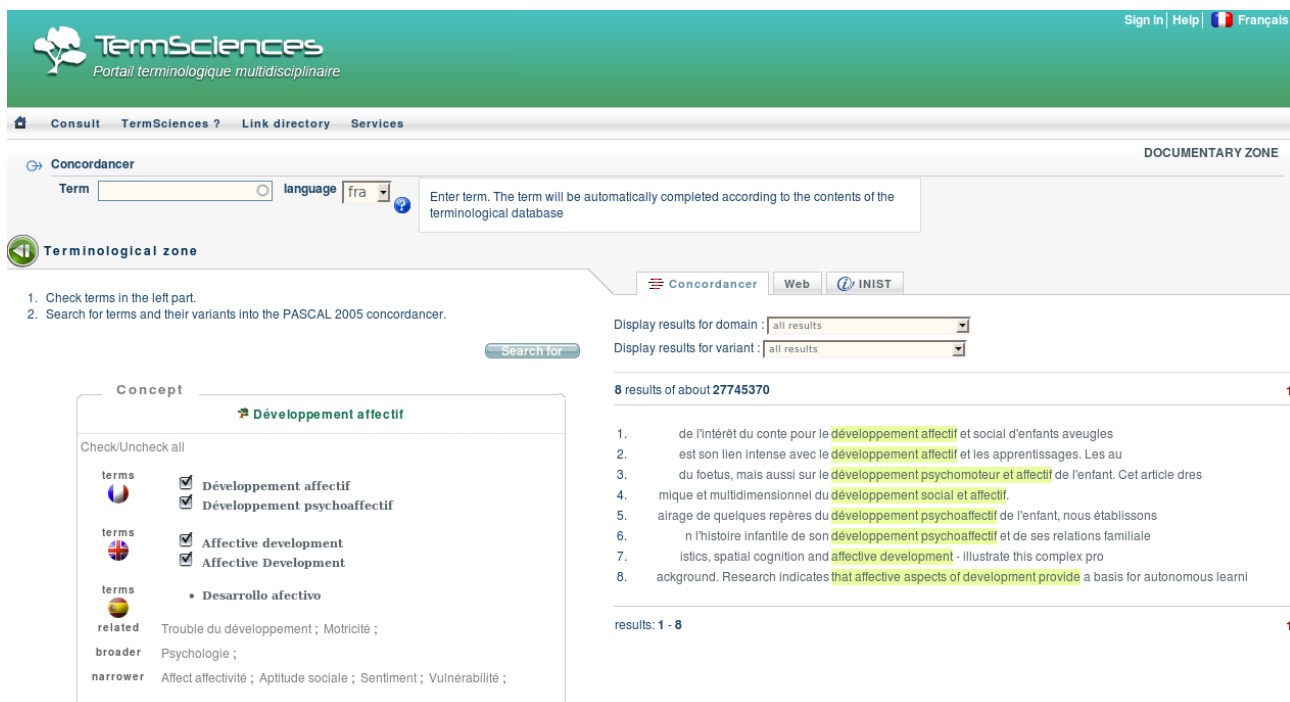 Sign In| Help| Français
TermSciences
Portail terminologique multidisciplinaire
Consult TermSciences ? Link directory Services
DOCUMENTARY ZONE
Concordancer
Term language fra ?
Enter term. The term will be automatically completed according to the contents of the
terminological database
Terminological zone
1. Check terms in the left part.
2. Search for terms and their variants into the PASCAL 2005 concordancer.
Search for
Concept
Développement affectif
Check/Uncheck all
terms
Développement affectif
Développement psychoaffectif
terms
Affective development
Affective Development
terms
• Desarrollo afectivo
related Trouble du développement ; Motricité ;
broader Psychologie ;
narrower Affect affectivité ; Aptitude sociale ; Sentiment ; Vulnérabilité ;
Concordancer Web INIST
Display results for domain : all results
Display results for variant : all results
8 results of about 27745370
1. de l'intérêt du conte pour le développement affectif et social d'enfants aveugles
2. est son lien intense avec le développement affectif et les apprentissages. Les au
3. du foetus, mais aussi sur le développement psychomoteur et affectif de l'enfant. Cet article dres
4. mique et multidimensionnel du développement social et affectif.
5. airage de quelques repères du développement psychoaffectif de l'enfant, nous établissons
6. n l'histoire infantile de son développement psychoaffectif et de ses relations familiale
7. istics, spatial cognition and affective development - illustrate this complex pro
8. ackground. Research indicates that affective aspects of development provide a basis for autonomous learni
results: 1 - 8